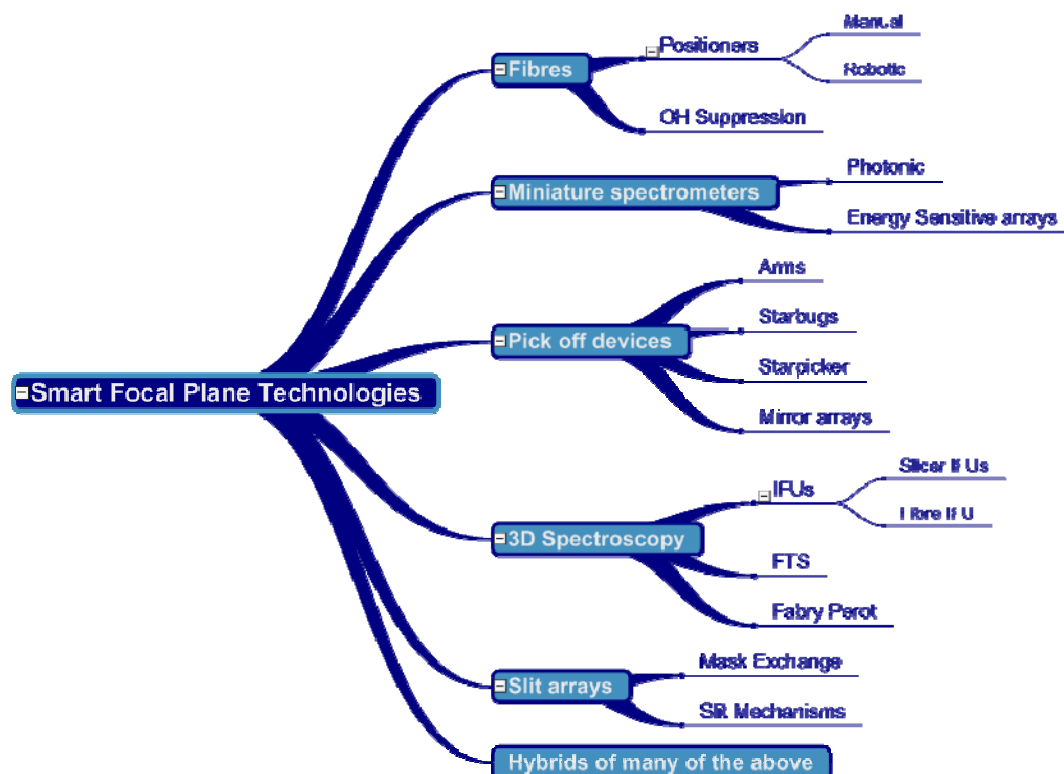 Smart Focal Plane Technologies
Fibres
Positioners
Manual
Robotic
OH Suppression
Miniature spectrometers
Photonic
Energy Sensitive arrays
Pick off devices
Arms
Starbugs
Starpicker
Mirror arrays
3D Spectroscopy
IFUs
Slicer IFUs
Fibre IFU
FTS
Fabry Perot
Slit arrays
Mask Exchange
Slit Mechanisms
Hybrids of many of the above